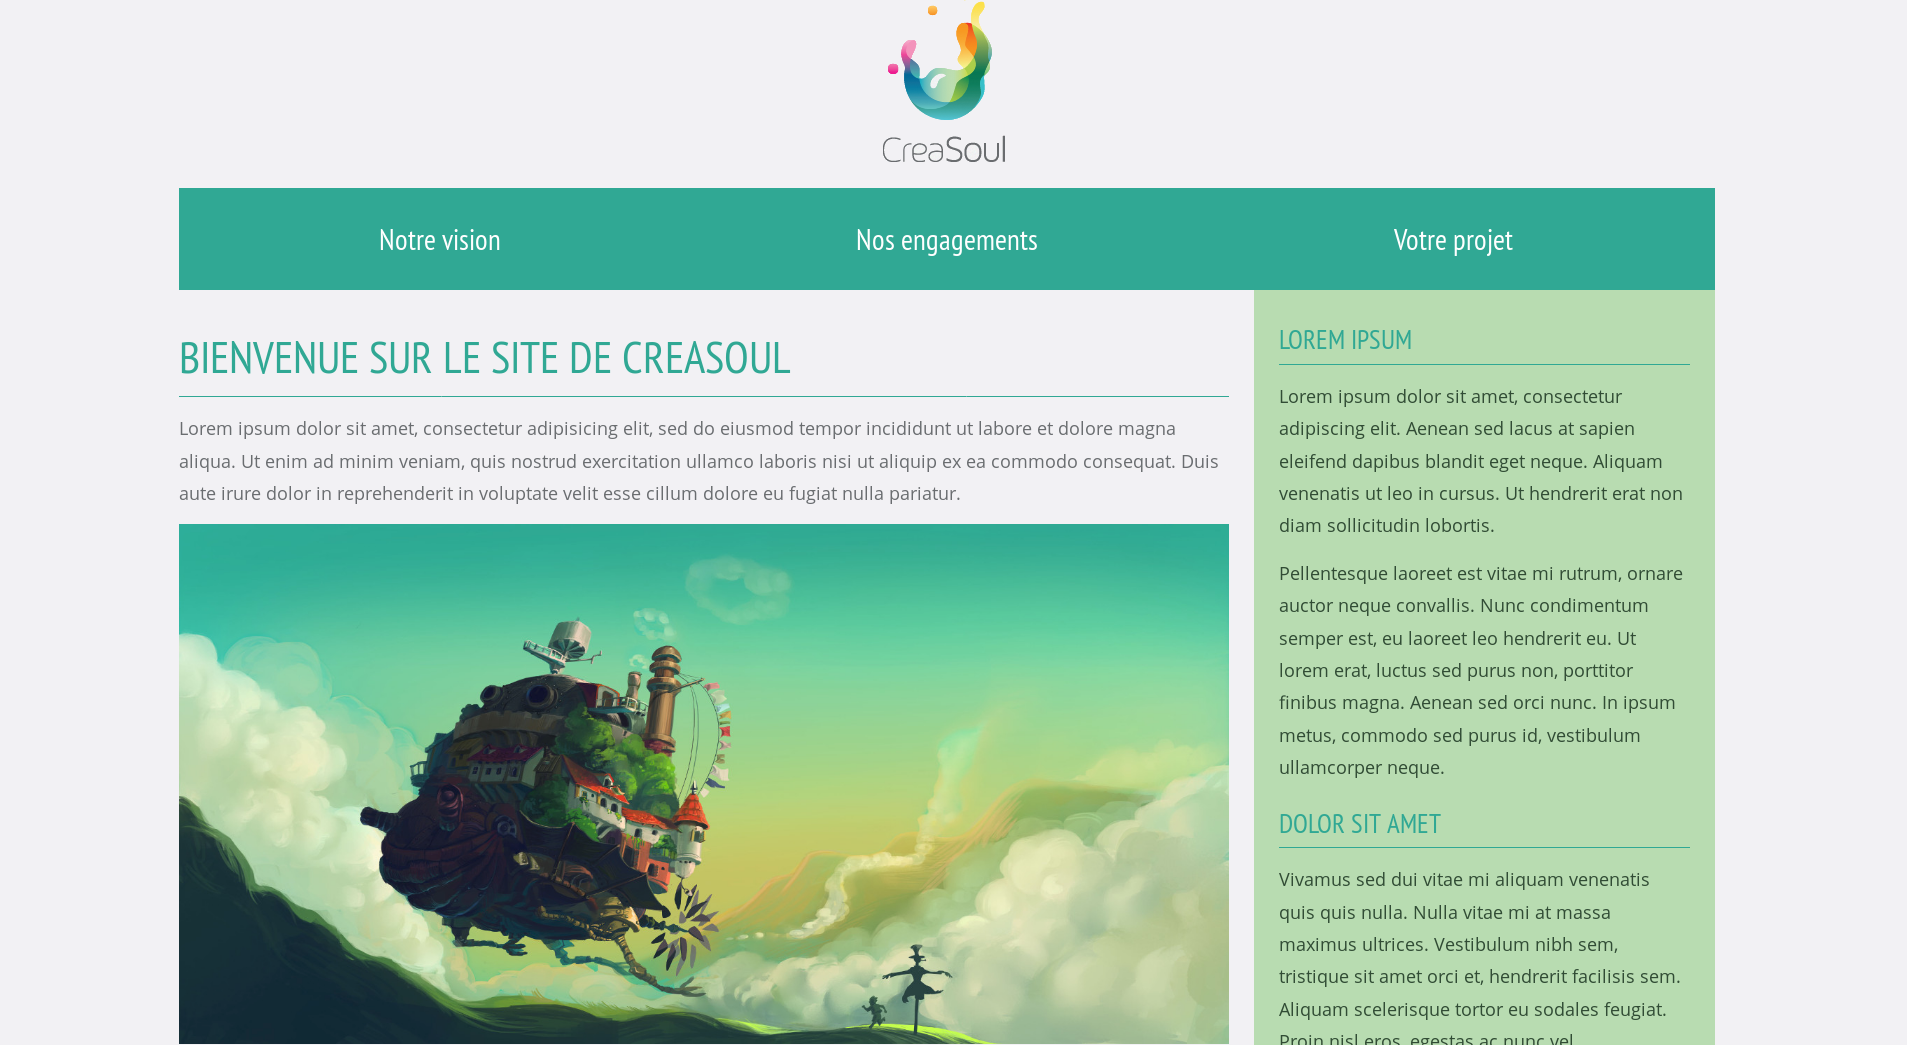 CreaSoul
Notre vision
Nos engagements
Votre projet
BIENVENUE SUR LE SITE DE CREASOUL
Lorem ipsum dolor sit amet, consectetur adipisicing elit, sed do eiusmod tempor incididunt ut labore et dolore magna
aliqua. Ut enim ad minim veniam, quis nostrud exercitation ullamco laboris nisi ut aliquip ex ea commodo consequat. Duis
aute irure dolor in reprehenderit in voluptate velit esse cillum dolore eu fugiat nulla pariatur.
LOREM IPSUM
Lorem ipsum dolor sit amet, consectetur
adipiscing elit. Aenean sed lacus at sapien
eleifend dapibus blandit eget neque. Aliquam
venenatis ut leo in cursus. Ut hendrerit erat non
diam sollicitudin lobortis.
Pellentesque laoreet est vitae mi rutrum, ornare
auctor neque convallis. Nunc condimentum
semper est, eu laoreet leo hendrerit eu. Ut
lorem erat, luctus sed purus non, porttitor
finibus magna. Aenean sed orci nunc. In ipsum
metus, commodo sed purus id, vestibulum
ullamcorper neque.
DOLOR SIT AMET
Vivamus sed dui vitae mi aliquam venenatis
quis quis nulla. Nulla vitae mi at massa
maximus ultrices. Vestibulum nibh sem,
tristique sit amet orci et, hendrerit facilisis sem.
Aliquam scelerisque tortor eu sodales feugiat.
Proin nisl eros, egestas ac nunc vel